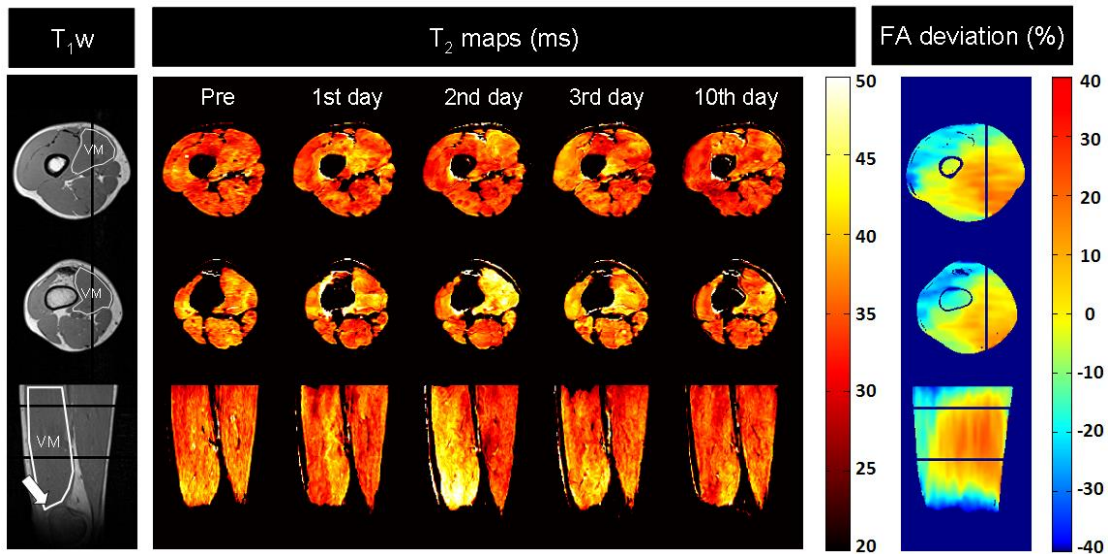 T₁w
T₂ maps (ms)
FA deviation (%)
Pre
1st day
2nd day
3rd day
10th day
VM
VM
VM
50
45
40
35
30
25
20
40
30
20
10
0
-10
-20
-30
-40